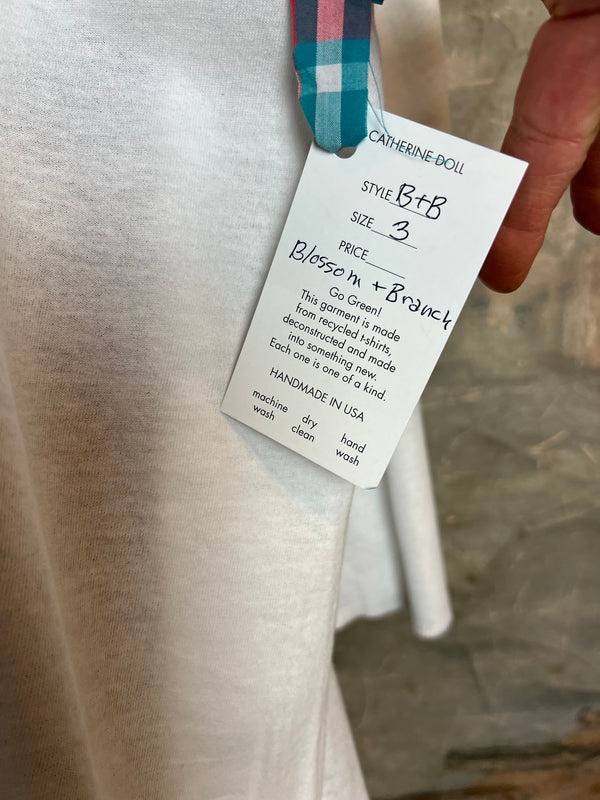 CATHERINE DOLL
STYLE B+B
SIZE 3
PRICE
Blossom + Branch
Go Green!
This garment is made
from recycled t-shirts,
deconstructed and made
into something new.
Each one is one of a kind.
HANDMADE IN USA
machine wash
dry clean
hand wash